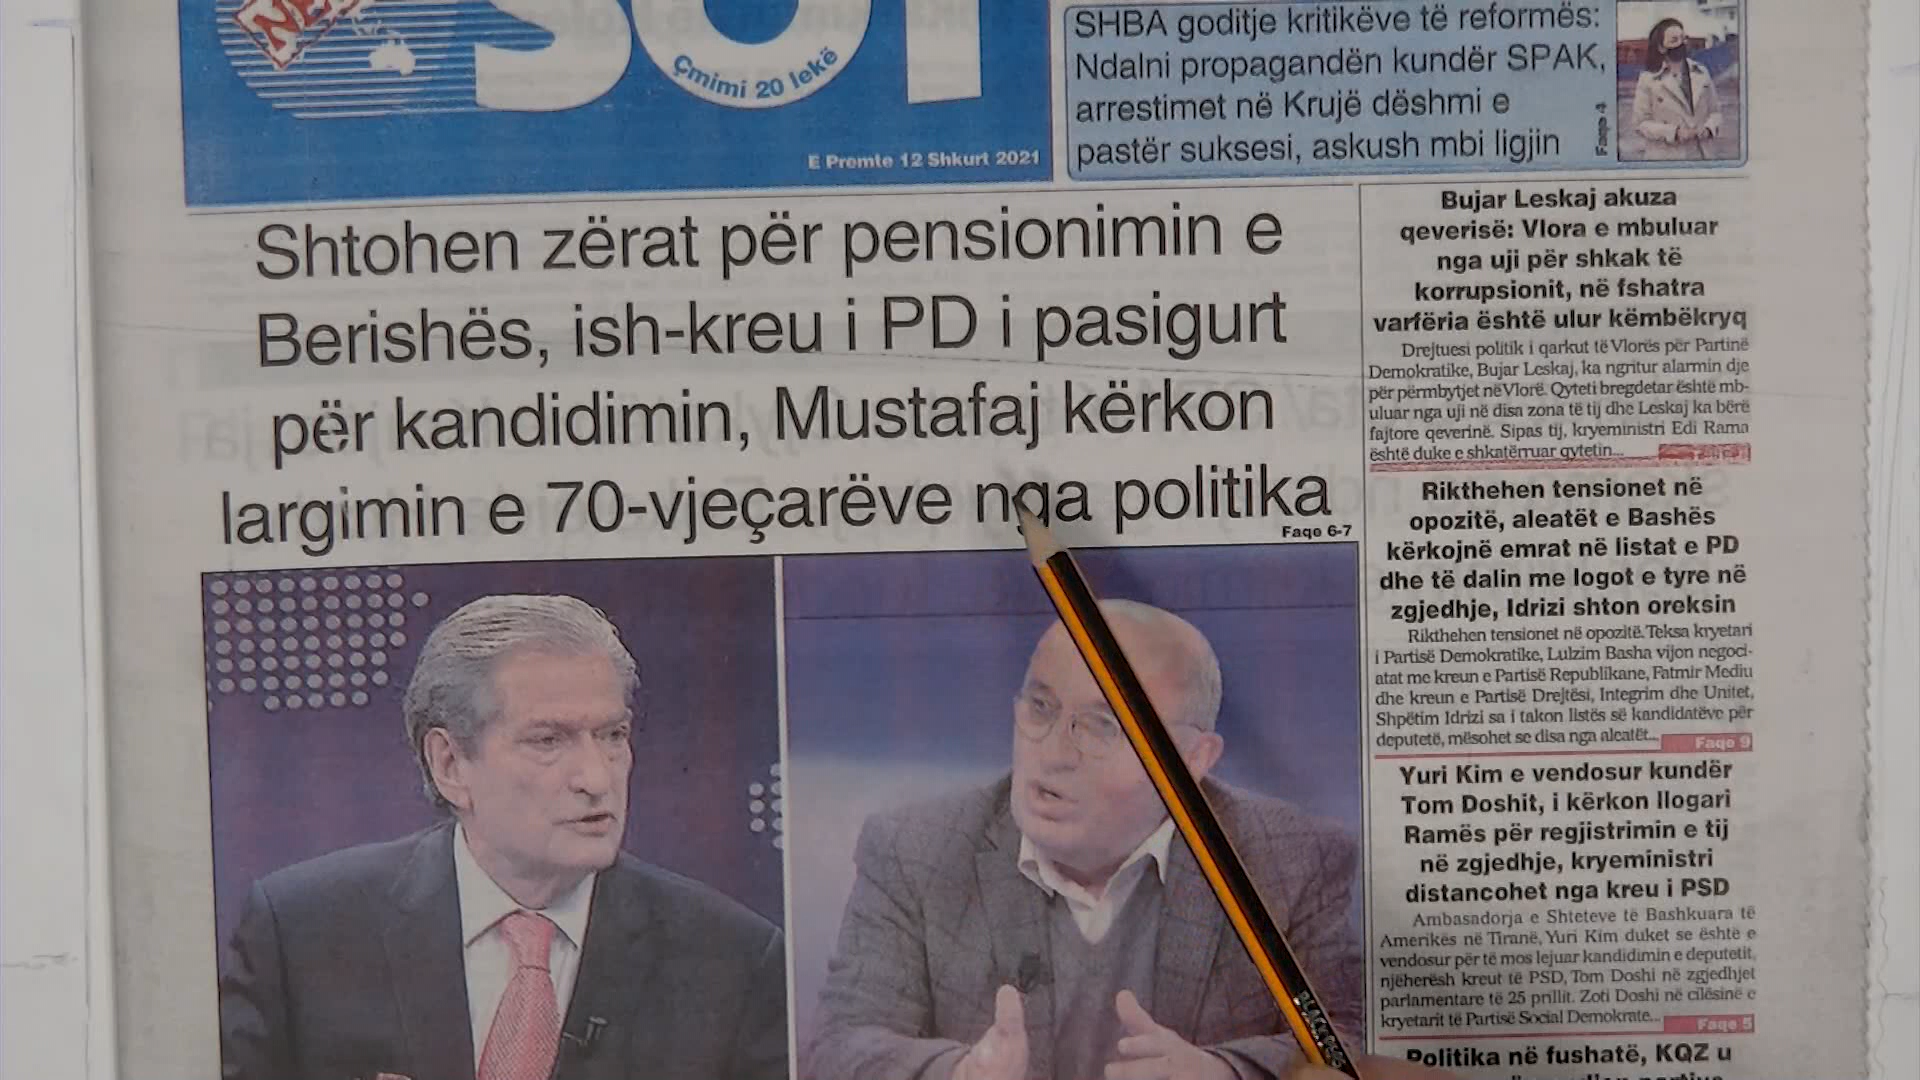 SOT
Çmimi 20 lekë
E Premte 12 Shkurt 2021
SHBA goditje kritikëve të reformës:
Ndalni propagandën kundër SPAK,
arrestimet në Krujë dëshmi e
pastër suksesi, askush mbi ligjin
Faqe 4
Shtohen zërat për pensionimin e
Berishës, ish-kreu i PD i pasigurt
për kandidimin, Mustafaj kërkon
largimin e 70-vjeçarëve nga politika
Faqe 6-7
Bujar Leskaj akuza
qeverisë: Vlora e mbuluar
nga uji për shkak të
korrupsionit, në fshatra
varfëria është ulur këmbëkryq
Drejtuesi politik i qarkut të Vlorës për Partinë
Demokratike, Bujar Leskaj, ka ngritur alarmin dje
për përmbytjet në Vlorë. Qyteti bregdetar është mb-
uluar nga uji në disa zona të tij dhe Leskaj ka bërë
fajtore qeverinë. Sipas tij, kryeministri Edi Rama
është duke e shkatërruar qytetin...
Rikthehen tensionet në
opozitë, aleatët e Bashës
kërkojnë emrat në listat e PD
dhe të dalin me logot e tyre në
zgjedhje, Idrizi shton oreksin
Rikthehen tensionet në opozitë. Teksa kryetari
i Partisë Demokratike, Lulzim Basha vijon negoci-
atat me kreun e Partisë Republikane, Fatmir Mediu
dhe kreun e Partisë Drejtësi, Integrim dhe Unitet,
Shpëtim Idrizi sa i takon listës së kandidatëve për
deputetë, mësohet se disa nga aleatët...
Faqe 9
Yuri Kim e vendosur kundër
Tom Doshit, i kërkon llogari
Ramës për regjistrimin e tij
në zgjedhje, kryeministri
distancohet nga kreu i PSD
Ambasadorja e Shteteve të Bashkuara të
Amerikës në Tiranë, Yuri Kim duket se është e
vendosur për të mos lejuar kandidimin e deputetit,
njëherësh kreut të PSD, Tom Doshi në zgjedhjet
parlamentare të 25 prillit. Zoti Doshi në cilësinë e
kryetarit të Partisë Social Demokrate...
Faqe 5
Politika në fushatë, KQZ u